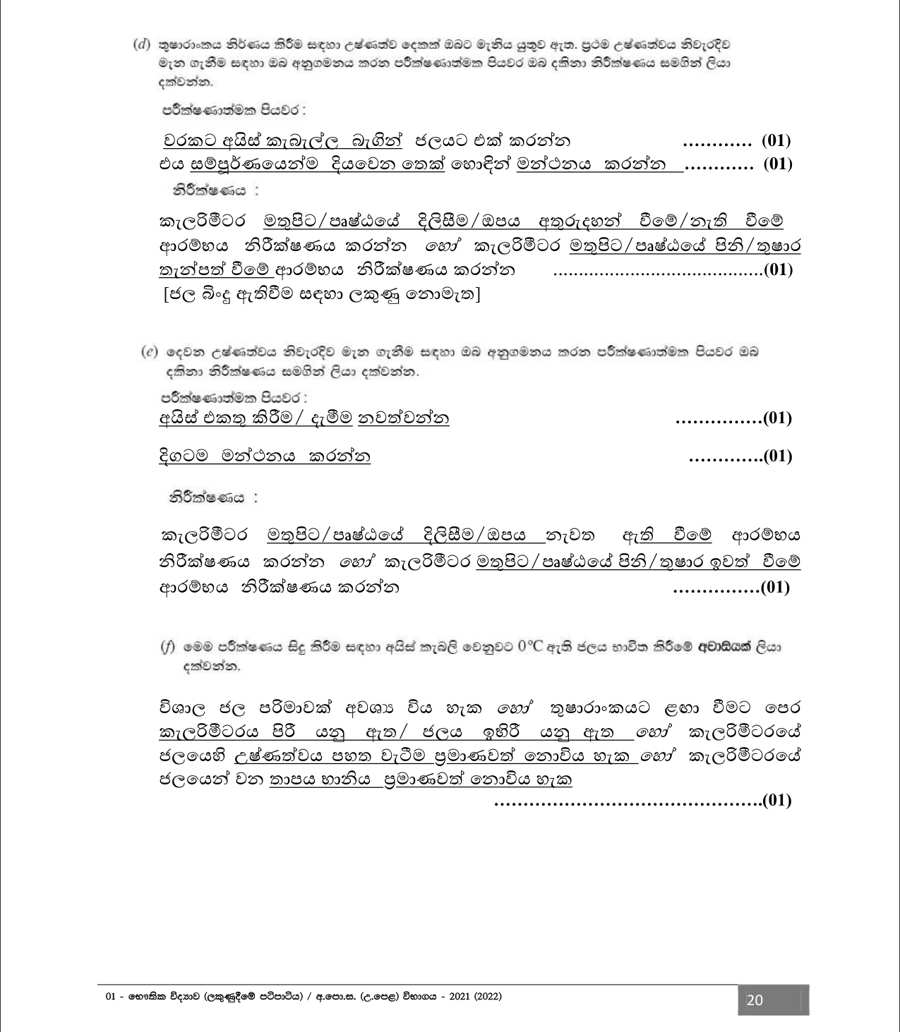 (d) තුෂාරාංකය නිර්ණය කිරීම සඳහා උෂ්ණත්ව දෙකක් ඔබට මැනිය යුතුව ඇත. ප්‍රථම උෂ්ණත්වය නිවැරදිව
මැන ගැනීම සඳහා ඔබ අනුගමනය කරන පරීක්ෂණාත්මක පියවර ඔබ දකිනා නිරීක්ෂණය සමගින් ලියා
දක්වන්න.
පරීක්ෂණාත්මක පියවර :
වරකට අයිස් කැබැල්ල බැගින් ජලයට එක් කරන්න ………… (01)
එය සම්පූර්ණයෙන්ම දියවෙන තෙක් හොඳින් මන්ථනය කරන්න ………… (01)
නිරීක්ෂණය :
කැලරිමීටර මතුපිට/පෘෂ්ඨයේ දිලිසීම/ඔපය අතුරුදහන් වීමේ/නැති වීමේ
ආරම්භය නිරීක්ෂණය කරන්න හෝ කැලරිමීටර මතුපිට/පෘෂ්ඨයේ පිනි/තුෂාර
තැන්පත් වීමේ ආරම්භය නිරීක්ෂණය කරන්න ……………………………………(01)
[ජල බිංදු ඇතිවීම සඳහා ලකුණු නොමැත]
(e) දෙවන උෂ්ණත්වය නිවැරදිව මැන ගැනීම සඳහා ඔබ අනුගමනය කරන පරීක්ෂණාත්මක පියවර ඔබ
දකිනා නිරීක්ෂණය සමගින් ලියා දක්වන්න.
පරීක්ෂණාත්මක පියවර :
අයිස් එකතු කිරීම/ දැමීම නවත්වන්න ……………(01)
දිගටම මන්ථනය කරන්න ………….(01)
නිරීක්ෂණය :
කැලරිමීටර මතුපිට/පෘෂ්ඨයේ දිලිසීම/ඔපය නැවත ඇති වීමේ ආරම්භය
නිරීක්ෂණය කරන්න හෝ කැලරිමීටර මතුපිට/පෘෂ්ඨයේ පිනි/තුෂාර ඉවත් වීමේ
ආරම්භය නිරීක්ෂණය කරන්න ……………(01)
(f) මෙම පරීක්ෂණය සිදු කිරීම සඳහා අයිස් කැබලි වෙනුවට 0 °C ඇති ජලය භාවිත කිරීමේ අවාසියක් ලියා
දක්වන්න.
විශාල ජල පරිමාවක් අවශ්‍ය විය හැක හෝ තුෂාරාංකයට ළඟා වීමට පෙර
කැලරිමීටරය පිරී යනු ඇත/ ජලය ඉතිරී යනු ඇත හෝ කැලරිමීටරයේ
ජලයෙහි උෂ්ණත්වය පහත වැටීම ප්‍රමාණවත් නොවිය හැක හෝ කැලරිමීටරයේ
ජලයෙන් වන තාපය හානිය ප්‍රමාණවත් නොවිය හැක
……………………………………….(01)
01 - භෞතික විද්‍යාව (ලකුණුදීමේ පටිපාටිය) / අ.පො.ස. (උ.පෙළ) විභාගය - 2021 (2022)
20